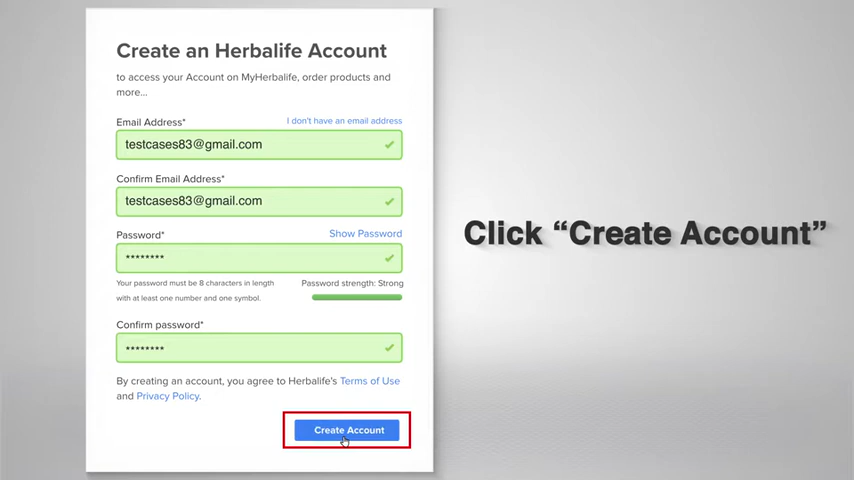 Create an Herbalife Account
to access your Account on MyHerbalife, order products and
more...
Email Address*
I don't have an email address
testcases83@gmail.com
Confirm Email Address*
testcases83@gmail.com
Password*
Show Password
********
Your password must be 8 characters in length
with at least one number and one symbol.
Password strength: Strong
Confirm password*
********
By creating an account, you agree to Herbalife's Terms of Use
and Privacy Policy.
Create Account
Click “Create Account”